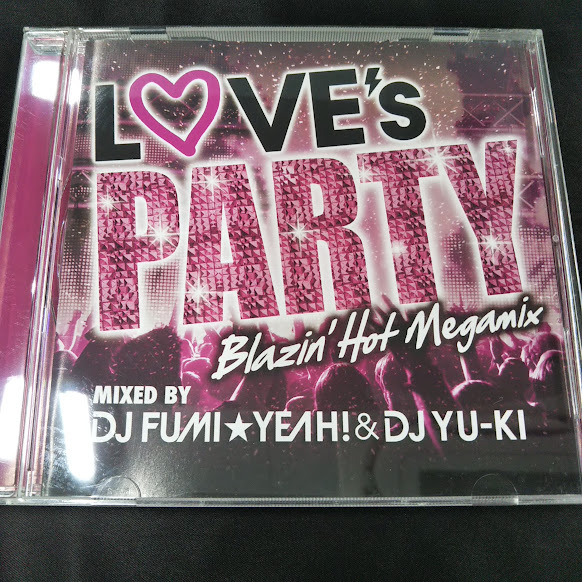 LOVE's
PARTY
Blazin' Hot Megamix
MIXED BY
DJ FUMI★YEAH! & DJ YU-KI